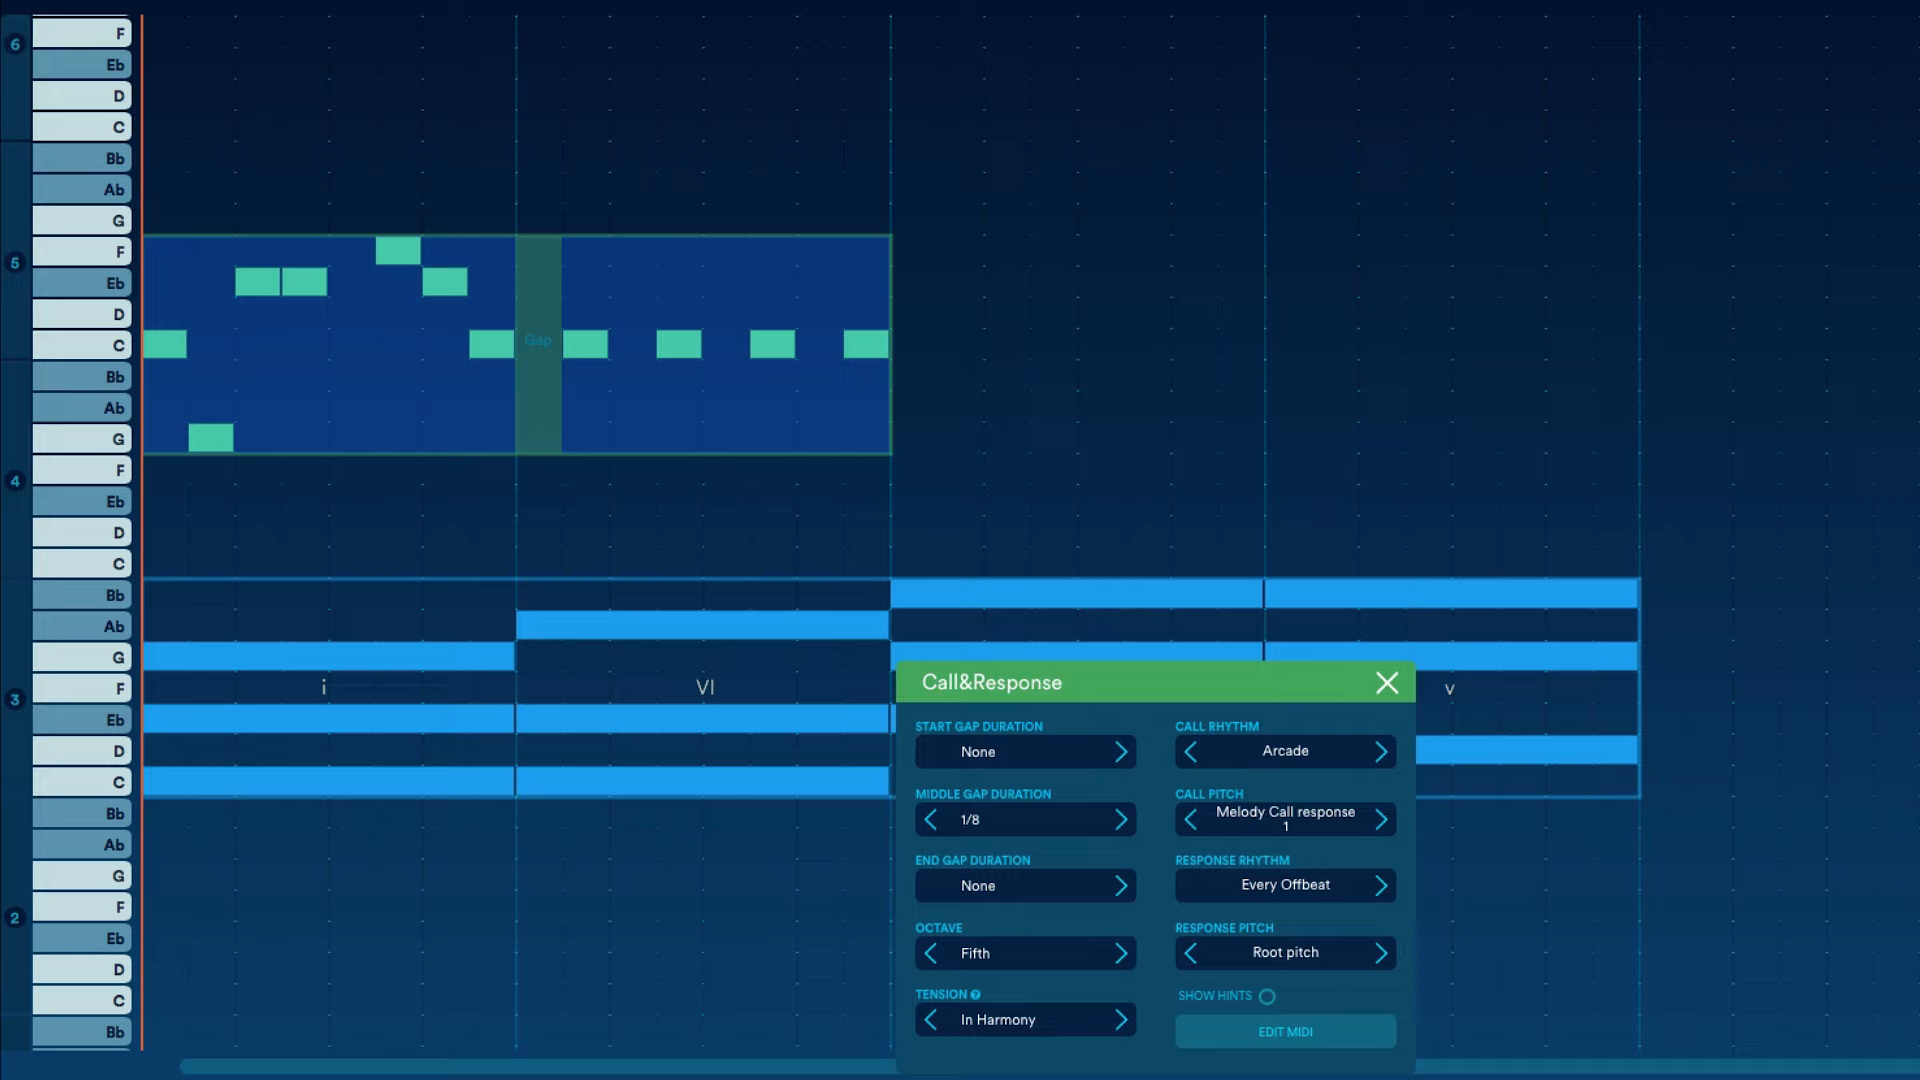 6
F
Eb
D
C
Bb
Ab
G
5
F
Eb
D
C
Gap
Bb
Ab
G
F
4
Eb
D
C
Bb
Ab
G
3
F
i
VI
v
Eb
D
C
Bb
Ab
G
F
2
Eb
D
C
Bb
Call&Response
START GAP DURATION
None
MIDDLE GAP DURATION
1/8
END GAP DURATION
None
OCTAVE
Fifth
TENSION ?
In Harmony
CALL RHYTHM
Arcade
CALL PITCH
Melody Call response
1
RESPONSE RHYTHM
Every Offbeat
RESPONSE PITCH
Root pitch
SHOW HINTS
EDIT MIDI